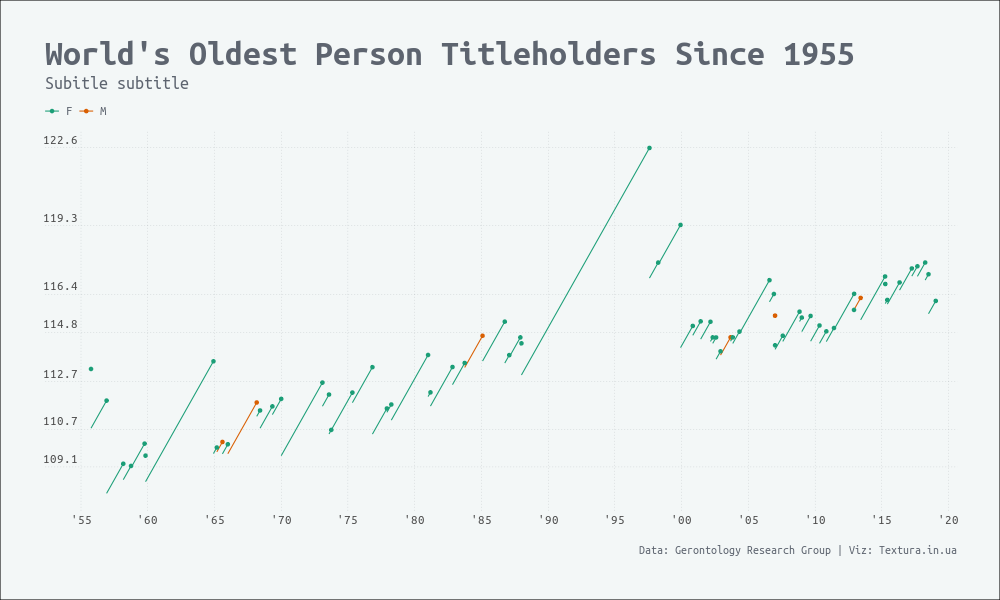 World's Oldest Person Titleholders Since 1955
Subitle subtitle
F M
122.6
119.3
116.4
114.8
112.7
110.7
109.1
'55 '60 '65 '70 '75 '80 '85 '90 '95 '00 '05 '10 '15 '20
Data: Gerontology Research Group | Viz: Textura.in.ua